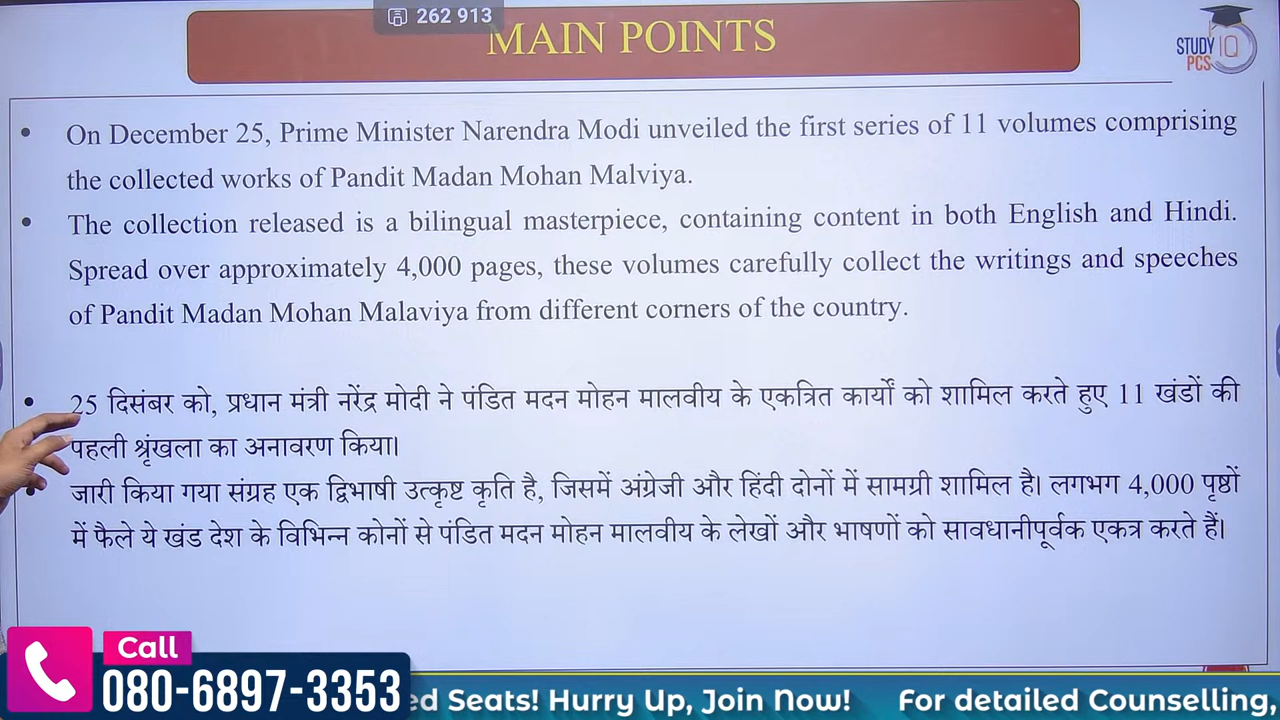 262 913
MAIN POINTS
STUDY IQ
PCS
• On December 25, Prime Minister Narendra Modi unveiled the first series of 11 volumes comprising
the collected works of Pandit Madan Mohan Malviya.
• The collection released is a bilingual masterpiece, containing content in both English and Hindi.
Spread over approximately 4,000 pages, these volumes carefully collect the writings and speeches
of Pandit Madan Mohan Malaviya from different corners of the country.
• 25 दिसंबर को, प्रधान मंत्री नरेंद्र मोदी ने पंडित मदन मोहन मालवीय के एकत्रित कार्यों को शामिल करते हुए 11 खंडों की
पहली श्रृंखला का अनावरण किया।
• जारी किया गया संग्रह एक द्विभाषी उत्कृष्ट कृति है, जिसमें अंग्रेजी और हिंदी दोनों में सामग्री शामिल है। लगभग 4,000 पृष्ठों
में फैले ये खंड देश के विभिन्न कोनों से पंडित मदन मोहन मालवीय के लेखों और भाषणों को सावधानीपूर्वक एकत्र करते हैं।
Call
080-6897-3353
ed Seats! Hurry Up, Join Now! For detailed Counselling,